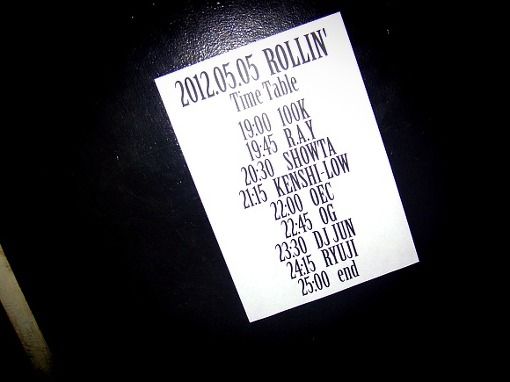 2012.05.05 ROLLIN'
Time Table
19:00 100K
19:45 R.A.Y
20:30 SHOWTA
21:15 KENSHI-LOW
22:00 OEC
22:45 OG
23:30 DJ JUN
24:15 RYUJI
25:00 end